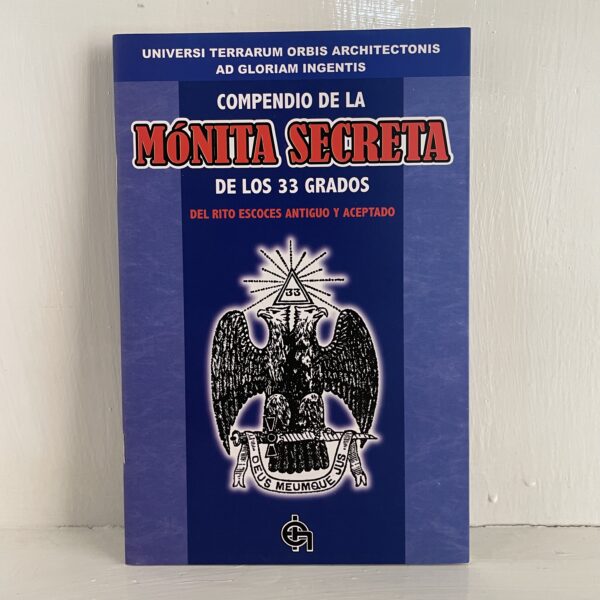 UNIVERSI TERRARUM ORBIS ARCHITECTONIS
AD GLORIAM INGENTIS
COMPENDIO DE LA
MÓNITA SECRETA
DE LOS 33 GRADOS
DEL RITO ESCOCES ANTIGUO Y ACEPTADO
33
DEUS MEUMQUE JUS